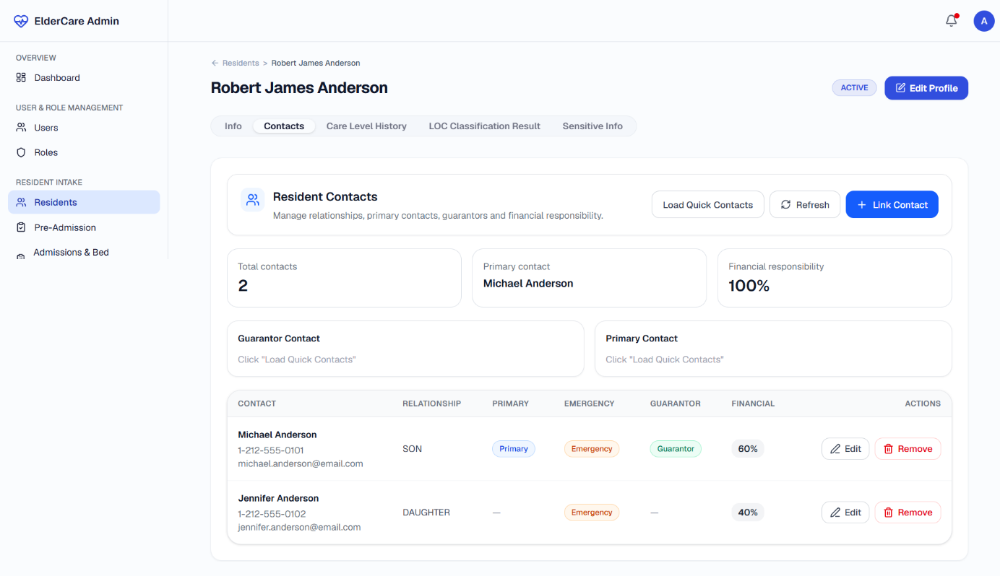 ElderCare Admin
A
OVERVIEW
Dashboard
USER & ROLE MANAGEMENT
Users
Roles
RESIDENT INTAKE
Residents
Pre-Admission
Admissions & Bed
Residents > Robert James Anderson
Robert James Anderson
ACTIVE
Edit Profile
Info Contacts Care Level History LOC Classification Result Sensitive Info
Resident Contacts
Manage relationships, primary contacts, guarantors and financial responsibility.
Load Quick Contacts Refresh + Link Contact
Total contacts
2
Primary contact
Michael Anderson
Financial responsibility
100%
Guarantor Contact
Click "Load Quick Contacts"
Primary Contact
Click "Load Quick Contacts"
CONTACT RELATIONSHIP PRIMARY EMERGENCY GUARANTOR FINANCIAL ACTIONS
Michael Anderson
1-212-555-0101
michael.anderson@email.com
SON Primary Emergency Guarantor 60% Edit Remove
Jennifer Anderson
1-212-555-0102
jennifer.anderson@email.com
DAUGHTER — Emergency — 40% Edit Remove